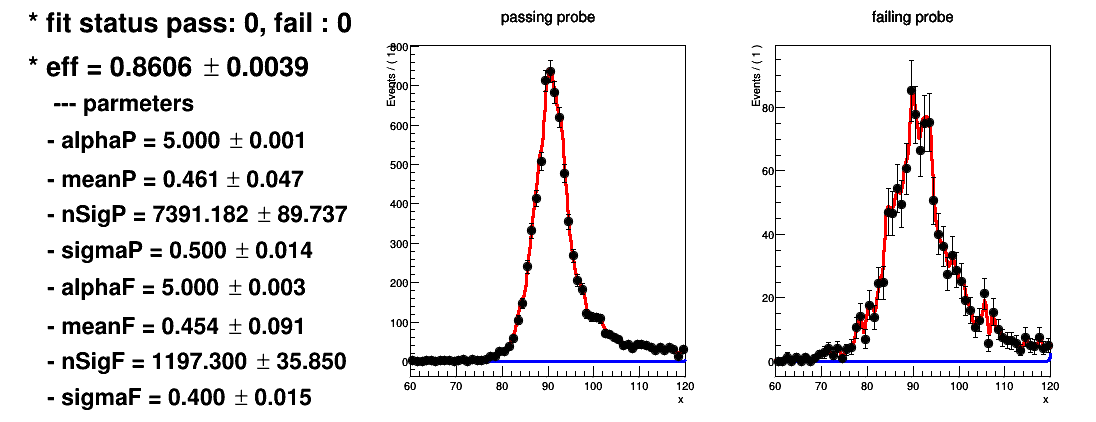 * fit status pass: 0, fail : 0
* eff = 0.8606 ± 0.0039
--- parmeters
- alphaP = 5.000 ± 0.001
- meanP = 0.461 ± 0.047
- nSigP = 7391.182 ± 89.737
- sigmaP = 0.500 ± 0.014
- alphaF = 5.000 ± 0.003
- meanF = 0.454 ± 0.091
- nSigF = 1197.300 ± 35.850
- sigmaF = 0.400 ± 0.015
passing probe
Events / ( 1 )
800
700
600
500
400
300
200
100
0
60 70 80 90 100 110 120
x
failing probe
Events / ( 1 )
80
60
40
20
0
60 70 80 90 100 110 120
x